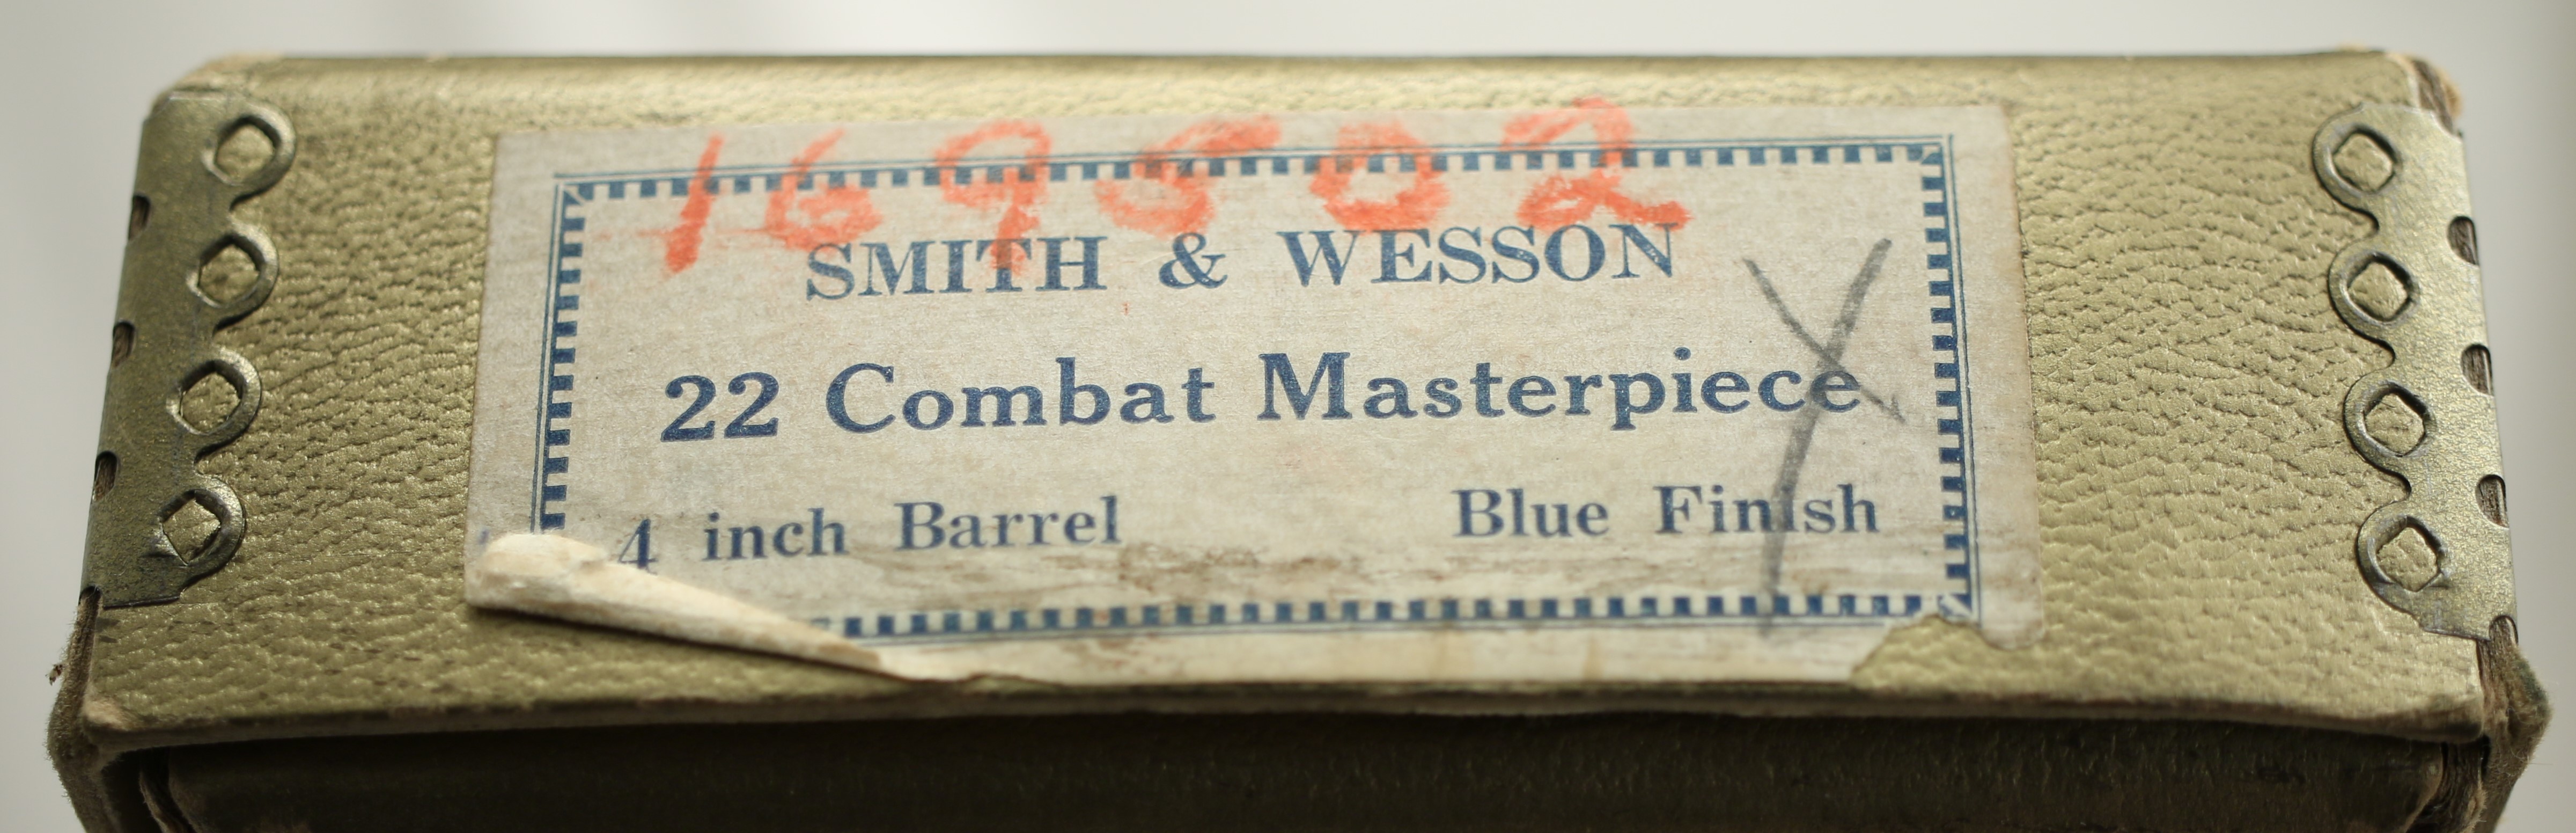 169802
SMITH & WESSON
22 Combat Masterpiece
4 inch Barrel Blue Finish